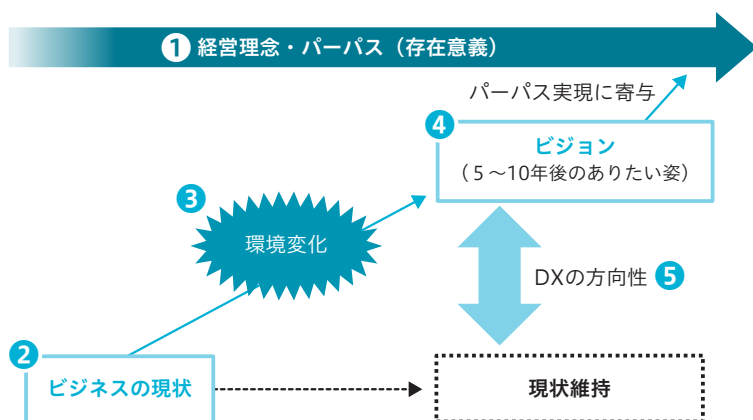 1 経営理念・パーパス（存在意義）
パーパス実現に寄与
4
ビジョン
（５～10年後のありたい姿）
3
環境変化
DXの方向性 5
2
ビジネスの現状
現状維持